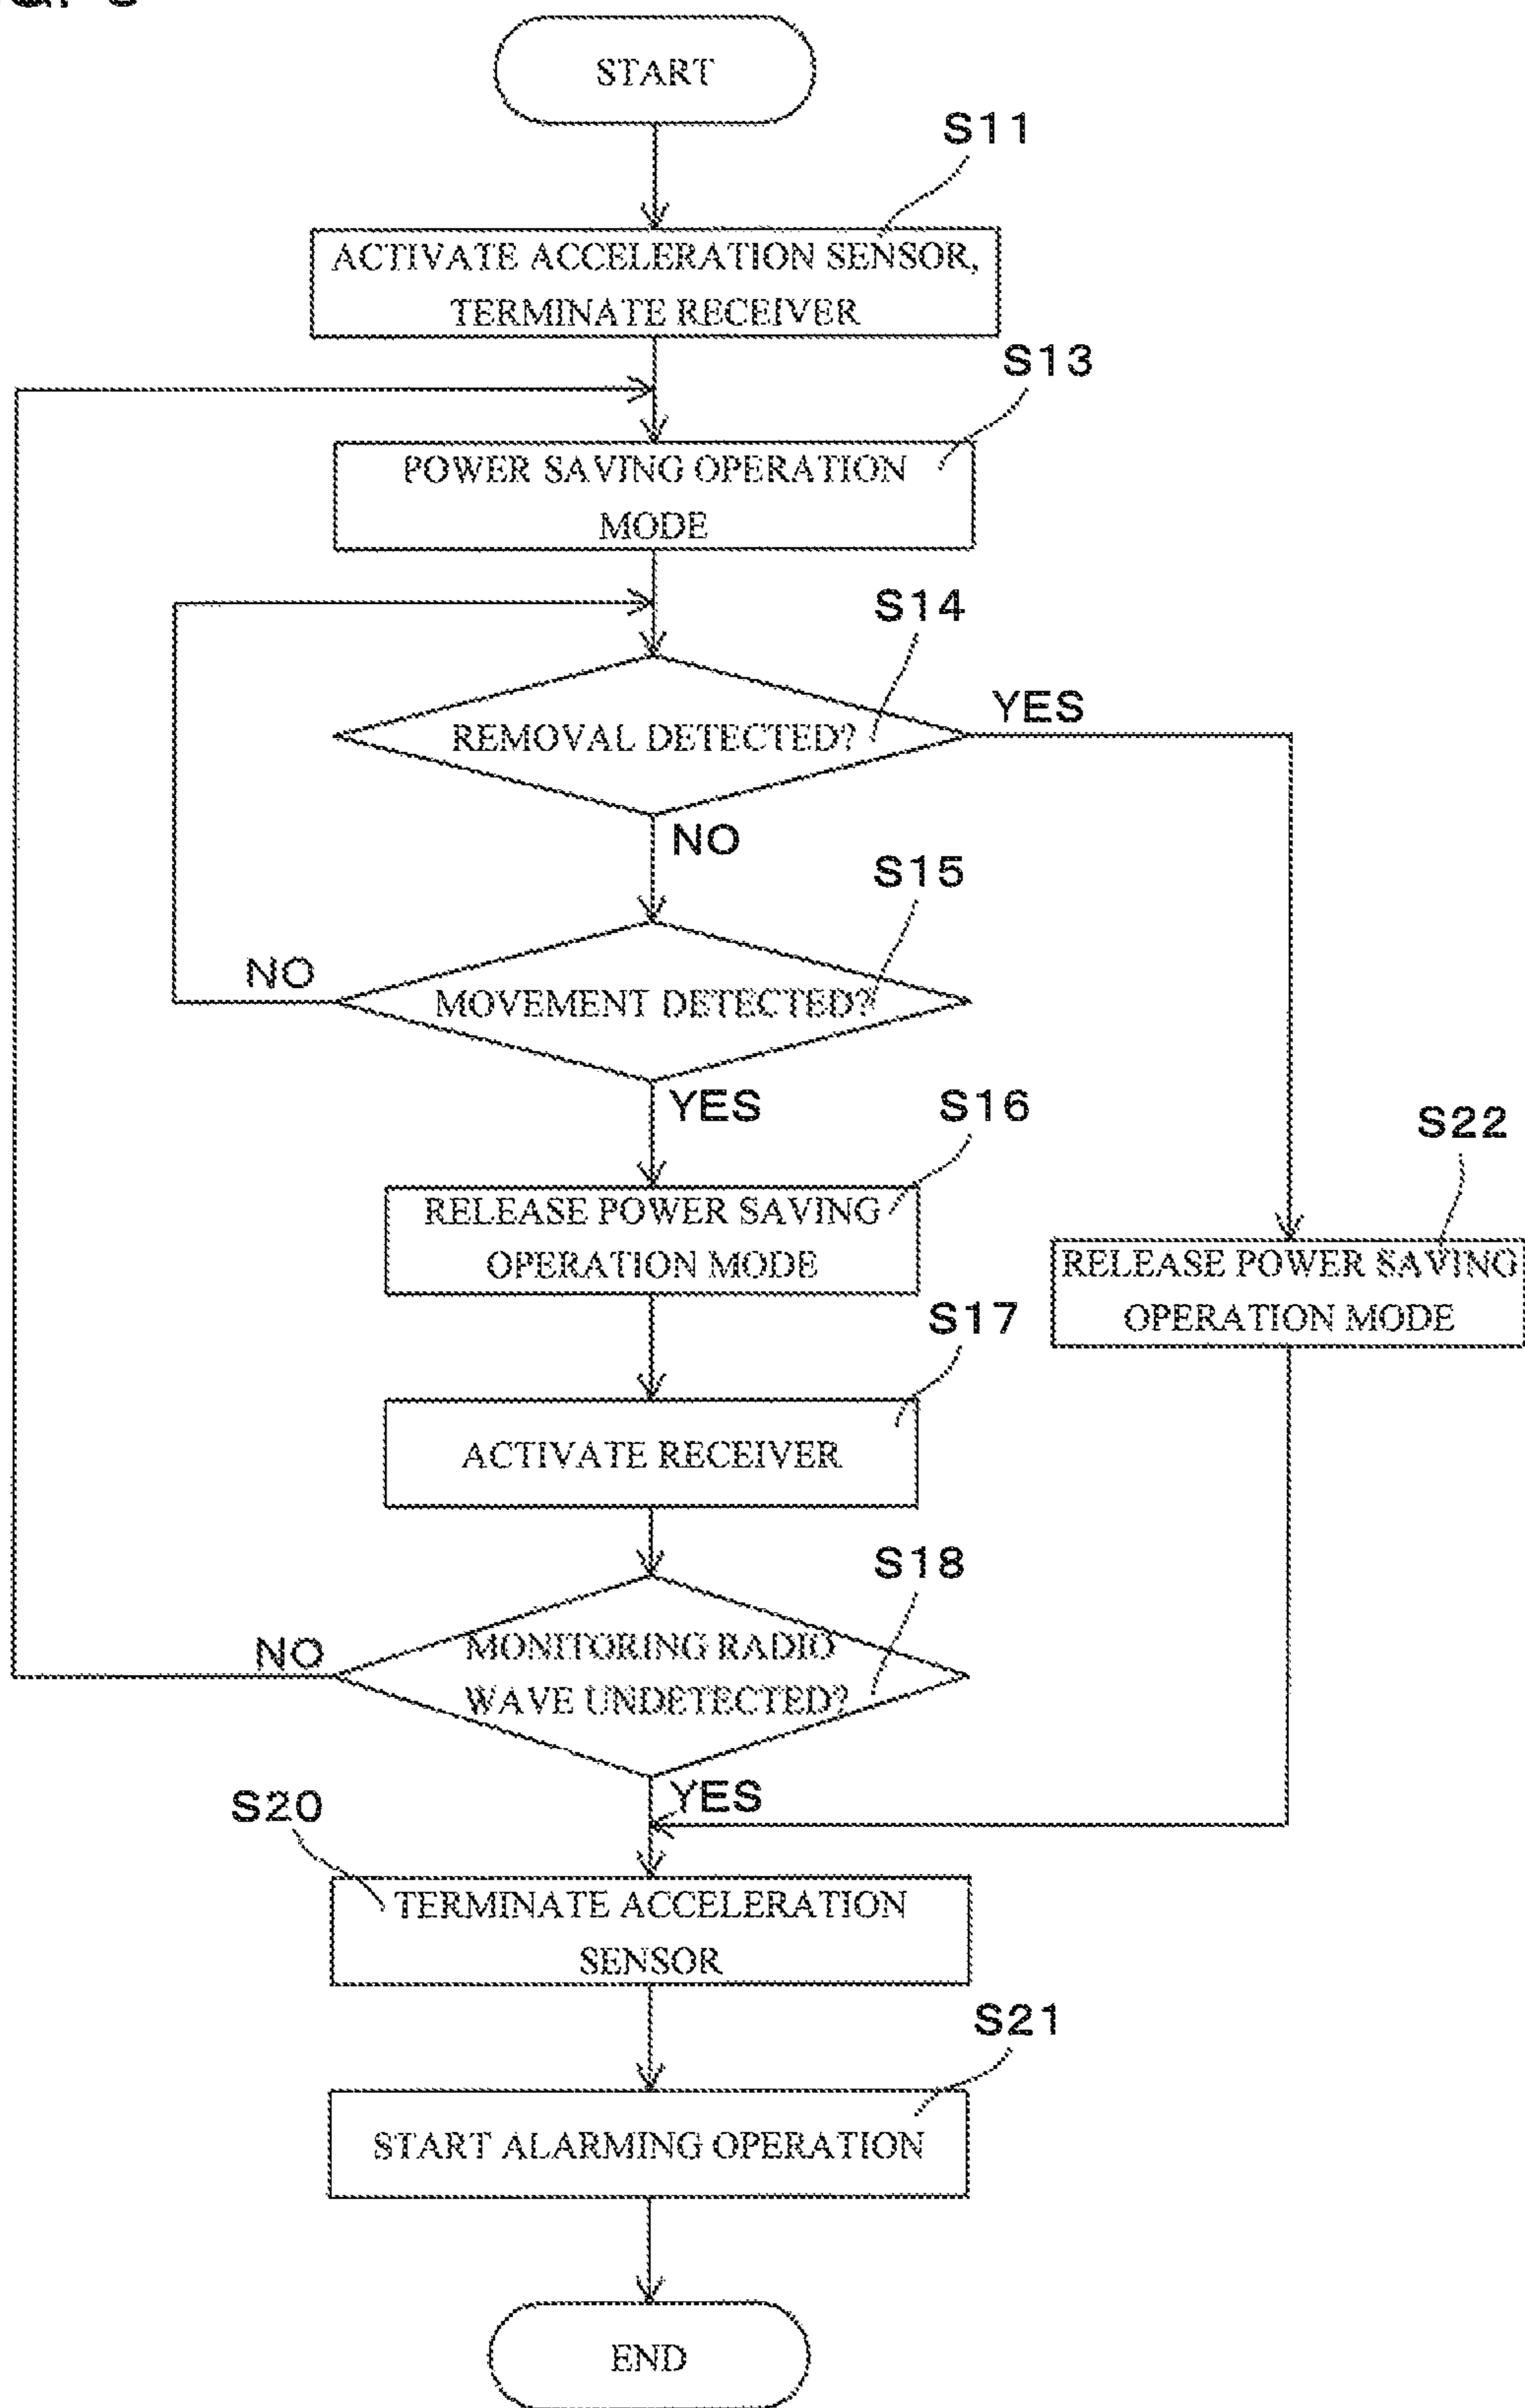 START
S11
ACTIVATE ACCELERATION SENSOR,
TERMINATE RECEIVER
S13
POWER SAVING OPERATION
MODE
S14
REMOVAL DETECTED?
YES
NO
S15
MOVEMENT DETECTED?
NO
YES
S16
RELEASE POWER SAVING
OPERATION MODE
S22
RELEASE POWER SAVING
OPERATION MODE
S17
ACTIVATE RECEIVER
S18
MONITORING RADIO
WAVE UNDETECTED?
NO
YES
S20
TERMINATE ACCELERATION
SENSOR
S21
START ALARMING OPERATION
END